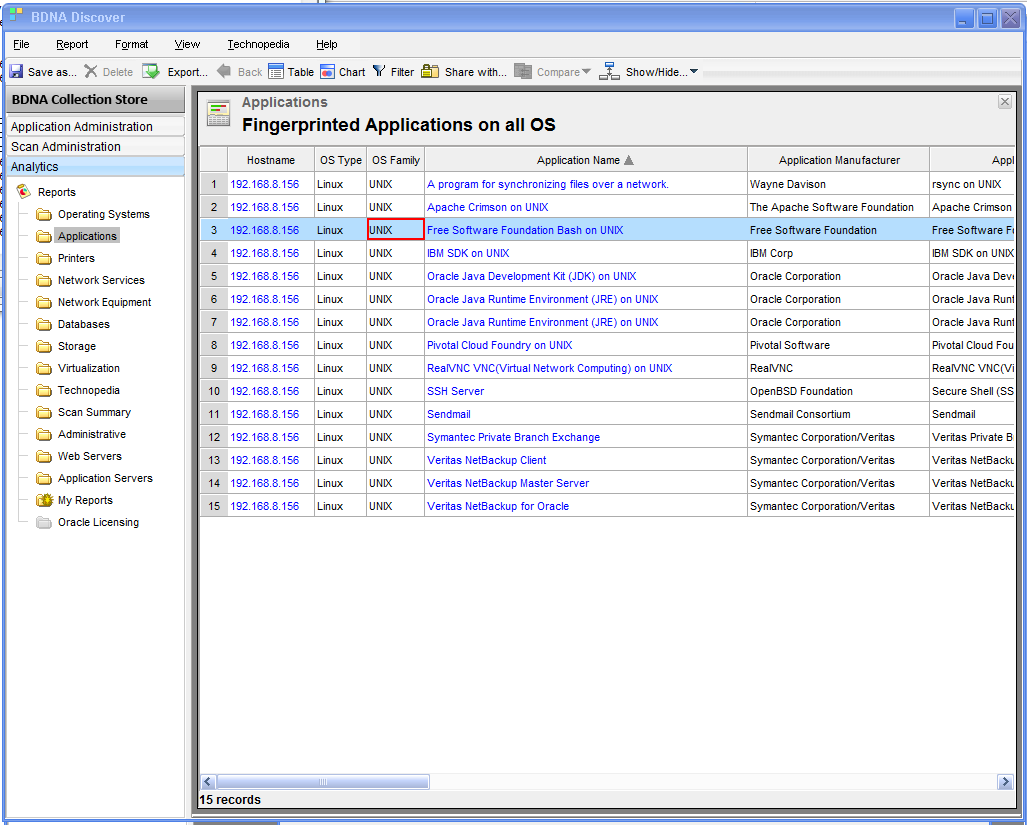 BDNA Discover
File Report Format View Technopedia Help
Save as... Delete Export... Back Table Chart Filter Share with... Compare Show/Hide...
BDNA Collection Store
Application Administration
Scan Administration
Analytics
Reports
Operating Systems
Applications
Printers
Network Services
Network Equipment
Databases
Storage
Virtualization
Technopedia
Scan Summary
Administrative
Web Servers
Application Servers
My Reports
Oracle Licensing
Applications
Fingerprinted Applications on all OS
Hostname OS Type OS Family Application Name Application Manufacturer Appl
1 192.168.8.156 Linux UNIX A program for synchronizing files over a network. Wayne Davison rsync on UNIX
2 192.168.8.156 Linux UNIX Apache Crimson on UNIX The Apache Software Foundation Apache Crimson
3 192.168.8.156 Linux UNIX Free Software Foundation Bash on UNIX Free Software Foundation Free Software F
4 192.168.8.156 Linux UNIX IBM SDK on UNIX IBM Corp IBM SDK on UNIX
5 192.168.8.156 Linux UNIX Oracle Java Development Kit (JDK) on UNIX Oracle Corporation Oracle Java Deve
6 192.168.8.156 Linux UNIX Oracle Java Runtime Environment (JRE) on UNIX Oracle Corporation Oracle Java Runt
7 192.168.8.156 Linux UNIX Oracle Java Runtime Environment (JRE) on UNIX Oracle Corporation Oracle Java Runt
8 192.168.8.156 Linux UNIX Pivotal Cloud Foundry on UNIX Pivotal Software Pivotal Cloud Fou
9 192.168.8.156 Linux UNIX RealVNC VNC(Virtual Network Computing) on UNIX RealVNC RealVNC VNC(Vi
10 192.168.8.156 Linux UNIX SSH Server OpenBSD Foundation Secure Shell (SS
11 192.168.8.156 Linux UNIX Sendmail Sendmail Consortium Sendmail
12 192.168.8.156 Linux UNIX Symantec Private Branch Exchange Symantec Corporation/Veritas Veritas Private B
13 192.168.8.156 Linux UNIX Veritas NetBackup Client Symantec Corporation/Veritas Veritas NetBacku
14 192.168.8.156 Linux UNIX Veritas NetBackup Master Server Symantec Corporation/Veritas Veritas NetBacku
15 192.168.8.156 Linux UNIX Veritas NetBackup for Oracle Symantec Corporation/Veritas Veritas NetBacku
15 records